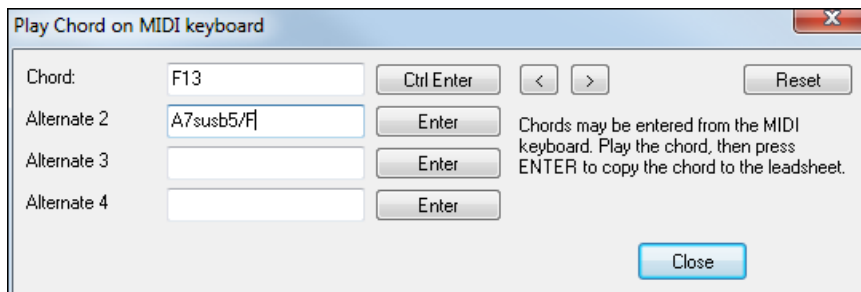 Play Chord on MIDI keyboard
x
Chord: F13 Ctrl Enter < > Reset
Alternate 2 A7susb5/F Enter
Chords may be entered from the MIDI
keyboard. Play the chord, then press
ENTER to copy the chord to the leadsheet.
Alternate 3 Enter
Alternate 4 Enter
Close